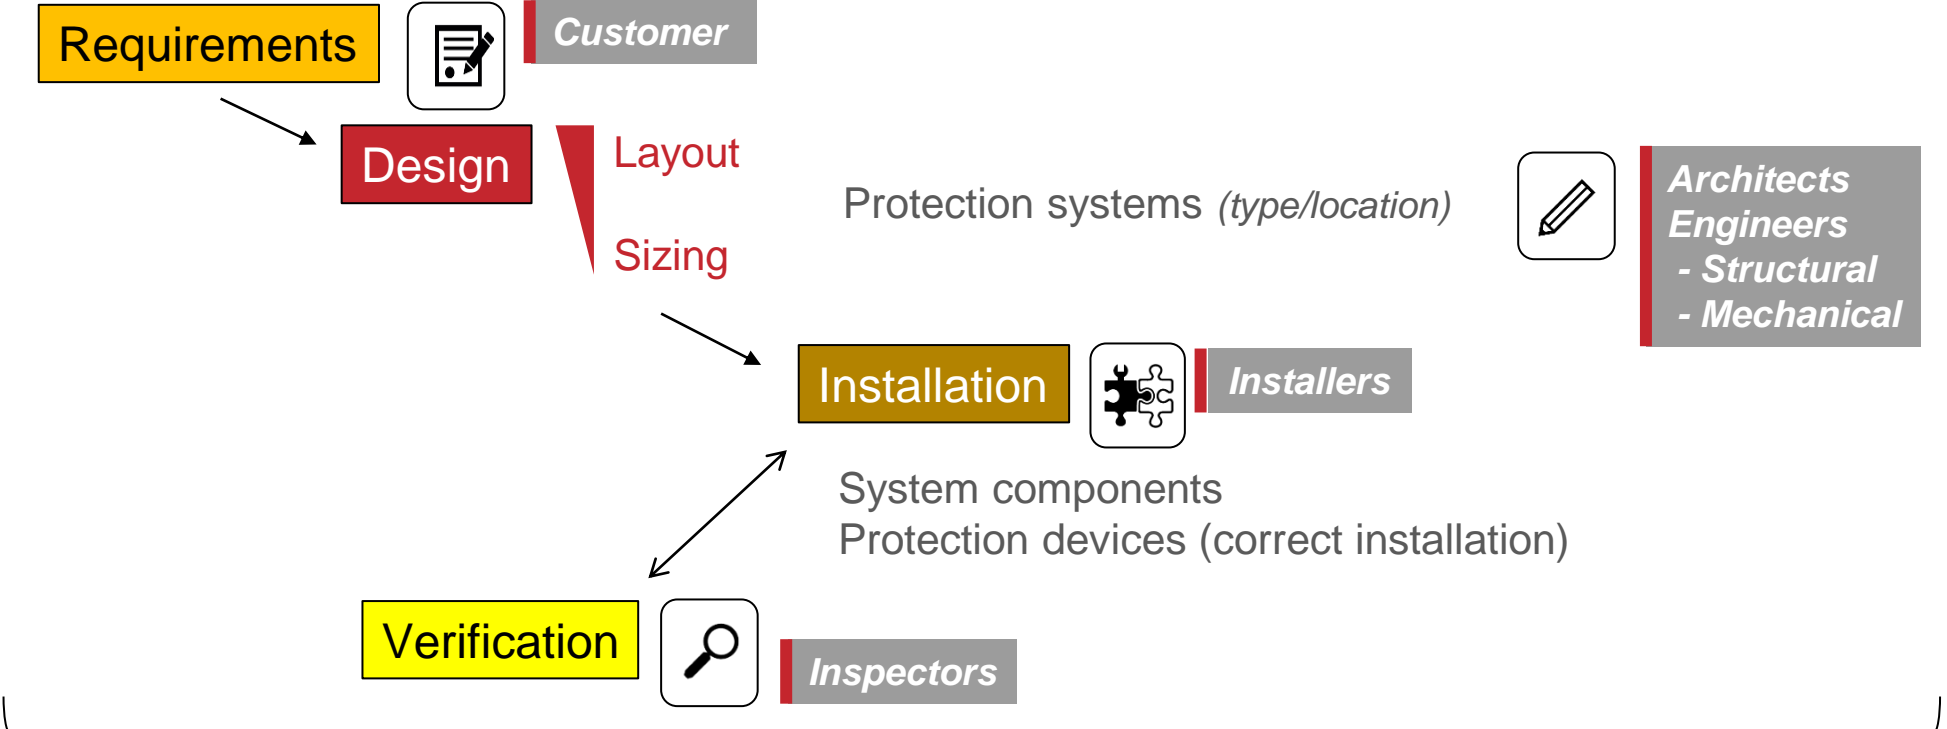 Requirements
Customer
Design
Layout
Sizing
Protection systems (type/location)
Architects
Engineers
- Structural
- Mechanical
Installation
Installers
System components
Protection devices (correct installation)
Verification
Inspectors